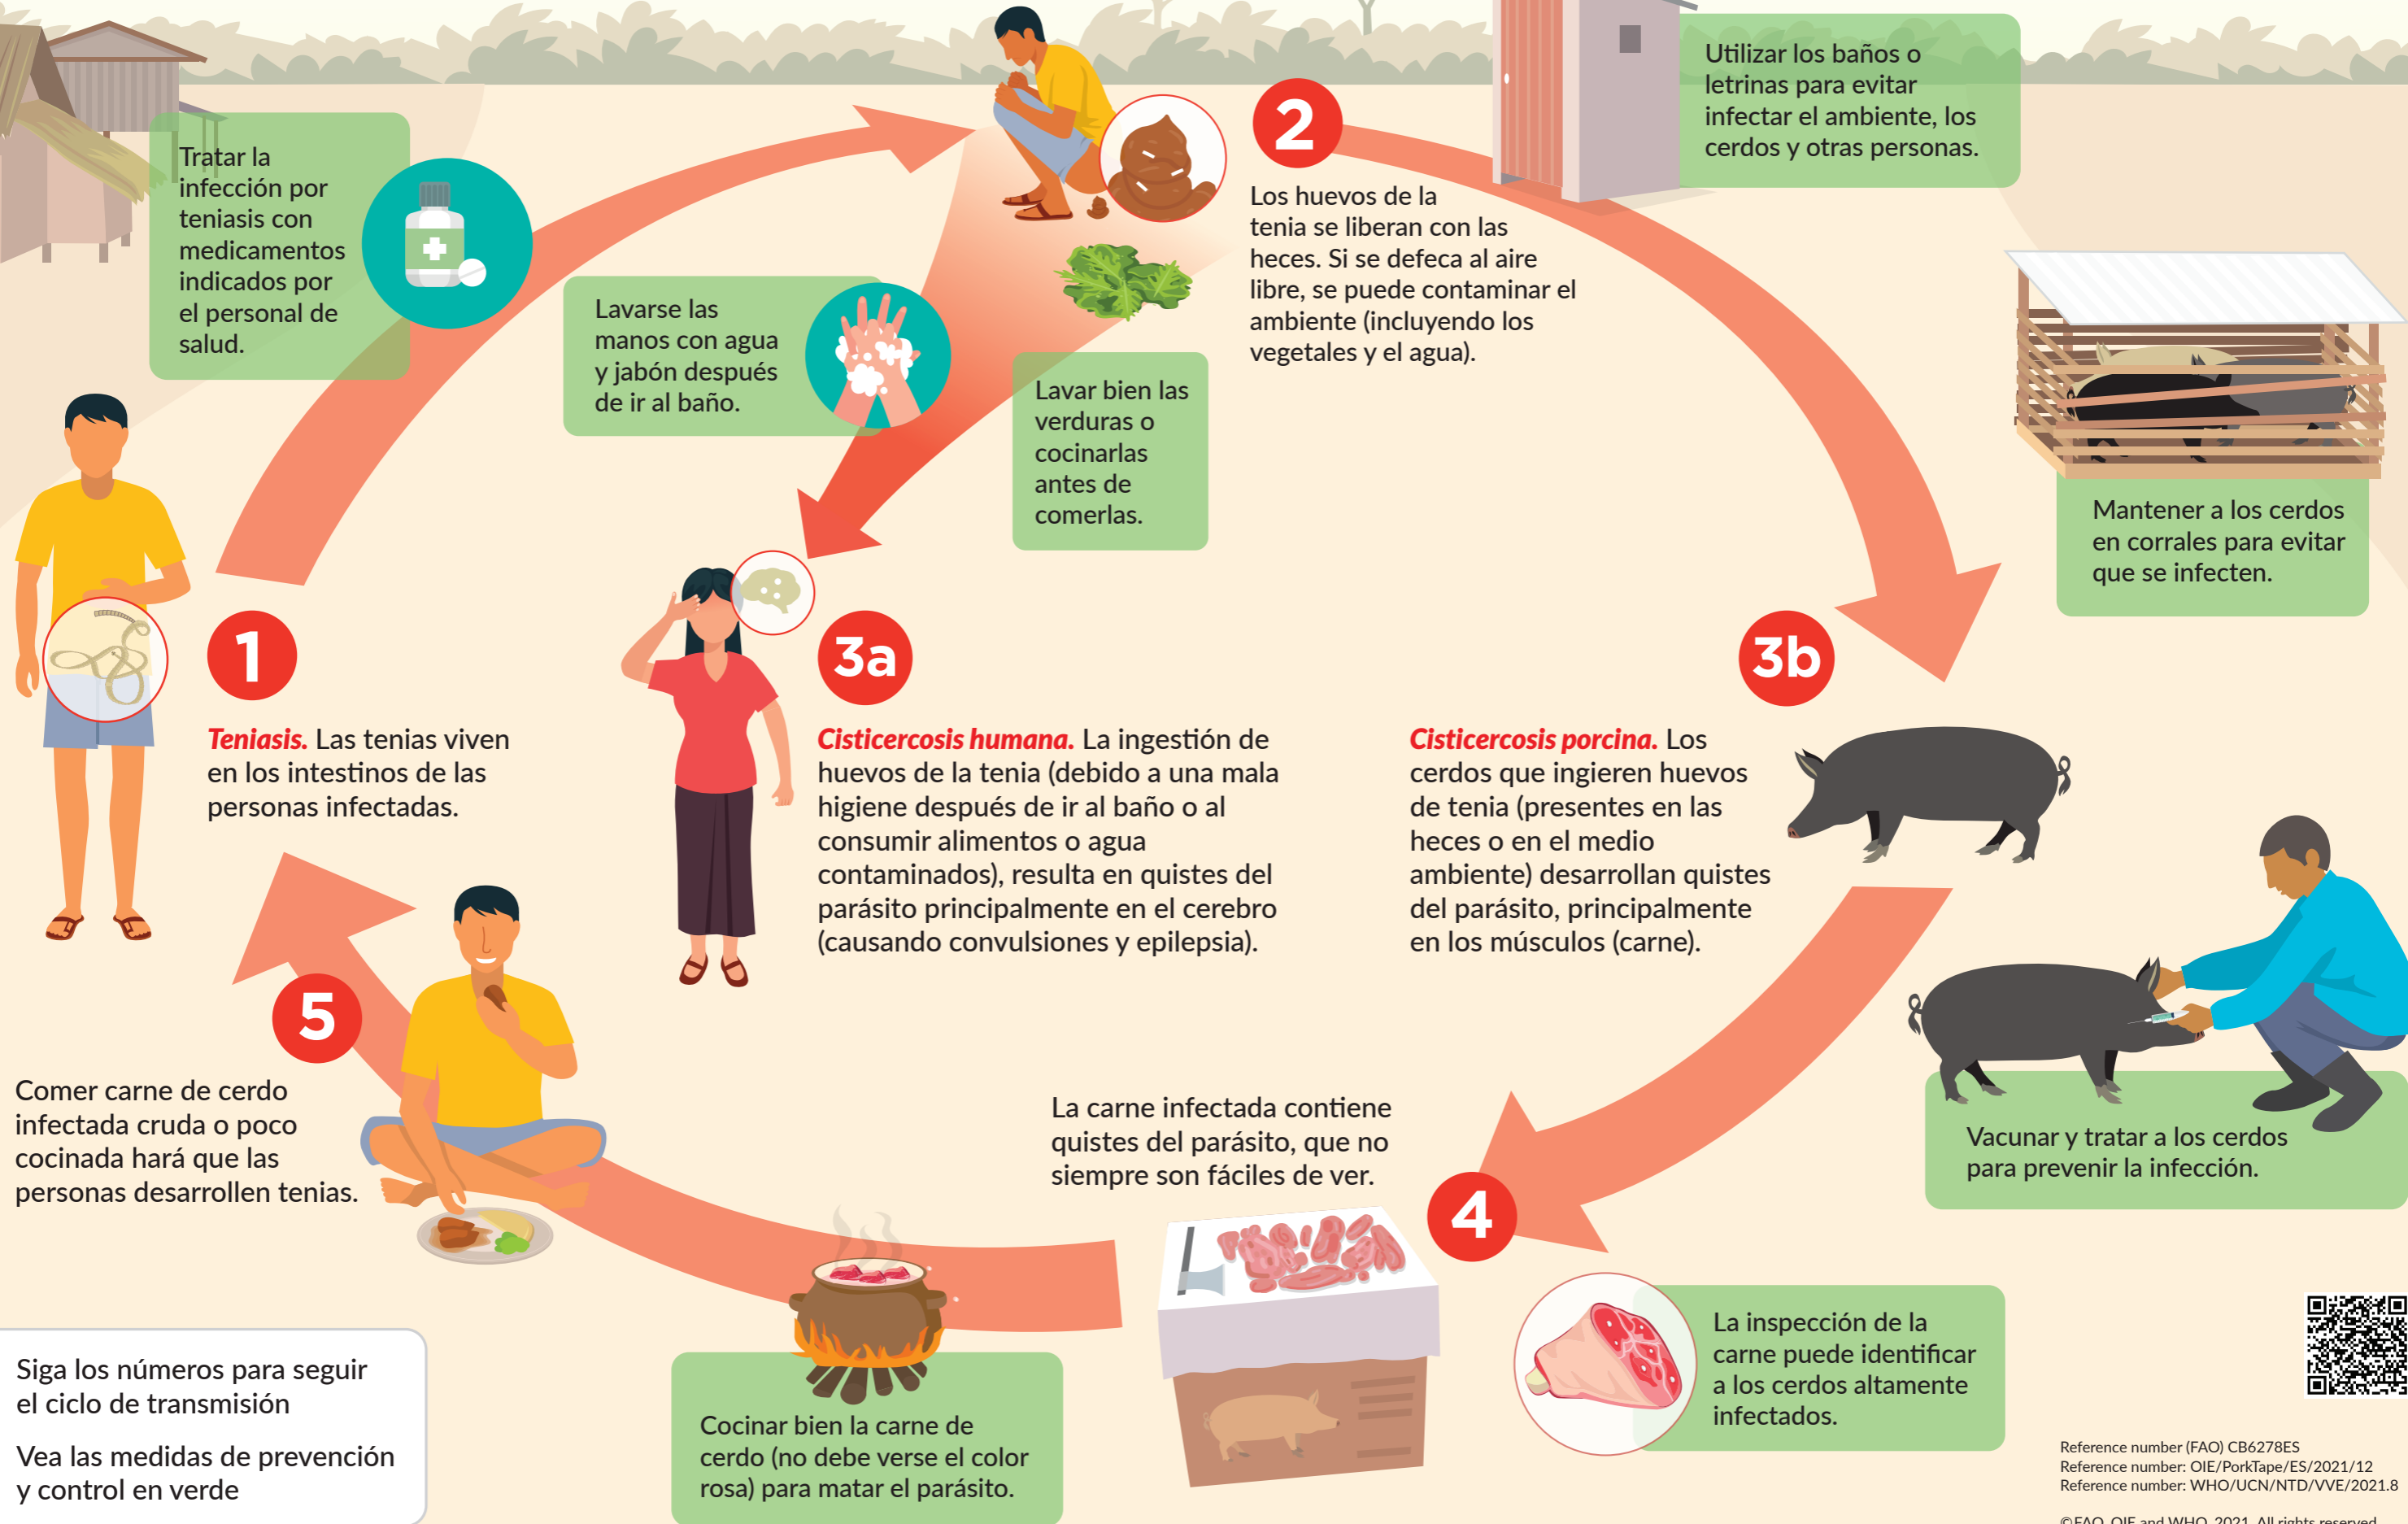 Tratar la
infección por
teniasis con
medicamentos
indicados por
el personal de
salud.
Lavarse las
manos con agua
y jabón después
de ir al baño.
Lavar bien las
verduras o
cocinarlas
antes de
comerlas.
2
Los huevos de la
tenia se liberan con las
heces. Si se defeca al aire
libre, se puede contaminar el
ambiente (incluyendo los
vegetales y el agua).
Utilizar los baños o
letrinas para evitar
infectar el ambiente, los
cerdos y otras personas.
Mantener a los cerdos
en corrales para evitar
que se infecten.
1
Teniasis. Las tenias viven
en los intestinos de las
personas infectadas.
3a
Cisticercosis humana. La ingestión de
huevos de la tenia (debido a una mala
higiene después de ir al baño o al
consumir alimentos o agua
contaminados), resulta en quistes del
parásito principalmente en el cerebro
(causando convulsiones y epilepsia).
3b
Cisticercosis porcina. Los
cerdos que ingieren huevos
de tenia (presentes en las
heces o en el medio
ambiente) desarrollan quistes
del parásito, principalmente
en los músculos (carne).
Vacunar y tratar a los cerdos
para prevenir la infección.
4
La carne infectada contiene
quistes del parásito, que no
siempre son fáciles de ver.
La inspección de la
carne puede identificar
a los cerdos altamente
infectados.
Cocinar bien la carne de
cerdo (no debe verse el color
rosa) para matar el parásito.
5
Comer carne de cerdo
infectada cruda o poco
cocinada hará que las
personas desarrollen tenias.
Siga los números para seguir
el ciclo de transmisión
Vea las medidas de prevención
y control en verde
Reference number (FAO) CB6278ES
Reference number: OIE/PorkTape/ES/2021/12
Reference number: WHO/UCN/NTD/VVE/2021.8
©FAO, OIE and WHO, 2021. All rights reserved